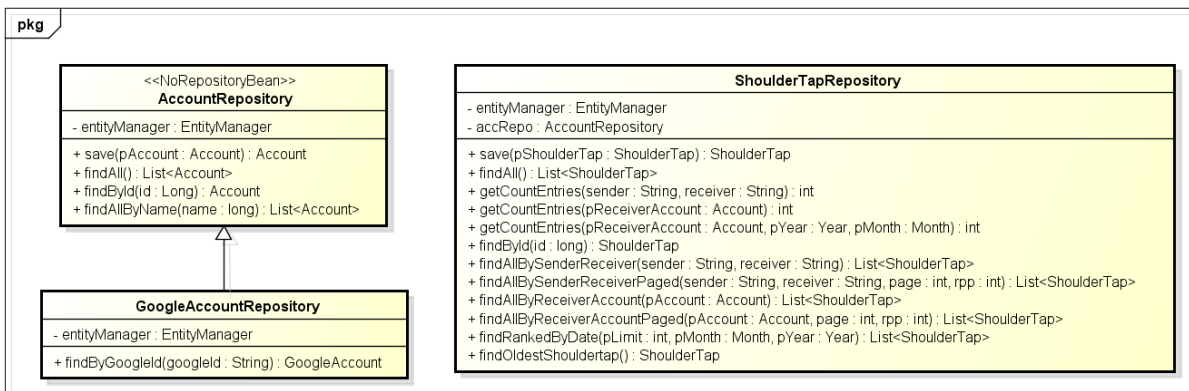 pkg
<<NoRepositoryBean>>
AccountRepository
- entityManager : EntityManager
+ save(pAccount : Account) : Account
+ findAll() : List<Account>
+ findById(id : Long) : Account
+ findAllByName(name : long) : List<Account>
GoogleAccountRepository
- entityManager : EntityManager
+ findByGoogleId(googleId : String) : GoogleAccount
ShoulderTapRepository
- entityManager : EntityManager
- accRepo : AccountRepository
+ save(pShoulderTap : ShoulderTap) : ShoulderTap
+ findAll() : List<ShoulderTap>
+ getCountEntries(sender : String, receiver : String) : int
+ getCountEntries(pReceiverAccount : Account) : int
+ getCountEntries(pReceiverAccount : Account, pYear : Year, pMonth : Month) : int
+ findById(id : long) : ShoulderTap
+ findAllBySenderReceiver(sender : String, receiver : String) : List<ShoulderTap>
+ findAllBySenderReceiverPaged(sender : String, receiver : String, page : int, rpp : int) : List<ShoulderTap>
+ findAllByReceiverAccount(pAccount : Account) : List<ShoulderTap>
+ findAllByReceiverAccountPaged(pAccount : Account, page : int, rpp : int) : List<ShoulderTap>
+ findRankedByDate(pLimit : int, pMonth : Month, pYear : Year) : List<ShoulderTap>
+ findOldestShouldertap() : ShoulderTap